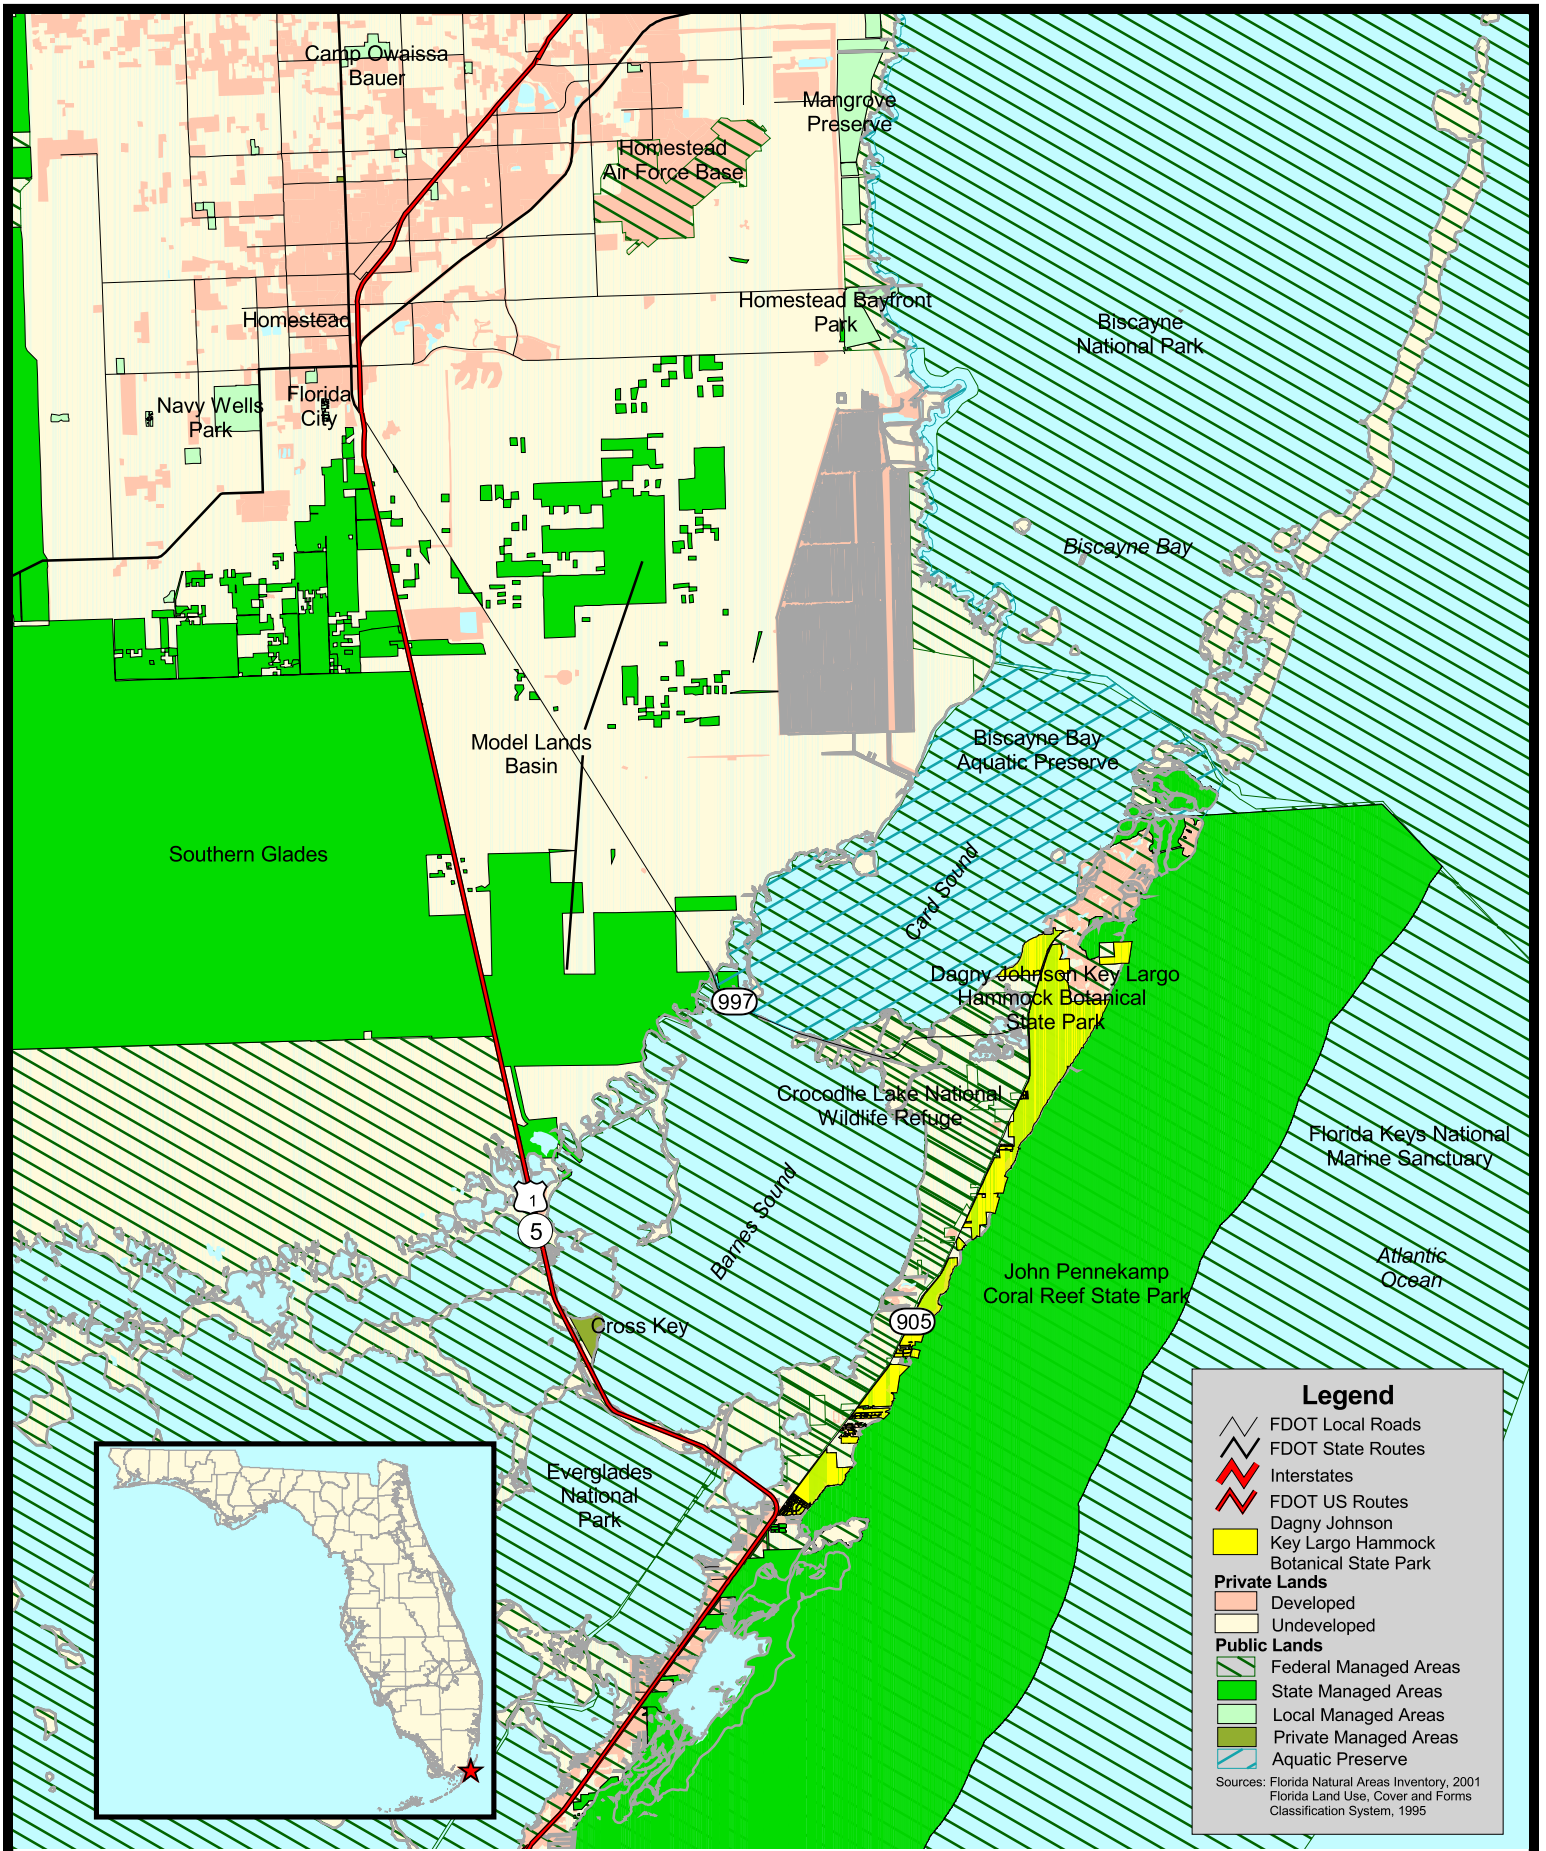 Camp Owaissa
Bauer
Mangrove
Preserve
Homestead
Air Force Base
Homestead Bayfront
Park
Homestead
Biscayne
National Park
Navy Wells
Park
Florida
City
Biscayne Bay
Model Lands
Basin
Biscayne Bay
Aquatic Preserve
Southern Glades
Card Sound
Dagny Johnson Key Largo
Hammock Botanical
State Park
997
Crocodile Lake National
Wildlife Refuge
Florida Keys National
Marine Sanctuary
1
5
Barnes Sound
Atlantic
Ocean
John Pennekamp
Coral Reef State Park
905
Cross Key
Everglades
National
Park
Legend
FDOT Local Roads
FDOT State Routes
Interstates
FDOT US Routes
Dagny Johnson
Key Largo Hammock
Botanical State Park
Private Lands
Developed
Undeveloped
Public Lands
Federal Managed Areas
State Managed Areas
Local Managed Areas
Private Managed Areas
Aquatic Preserve
Sources: Florida Natural Areas Inventory, 2001
Florida Land Use, Cover and Forms
Classification System, 1995